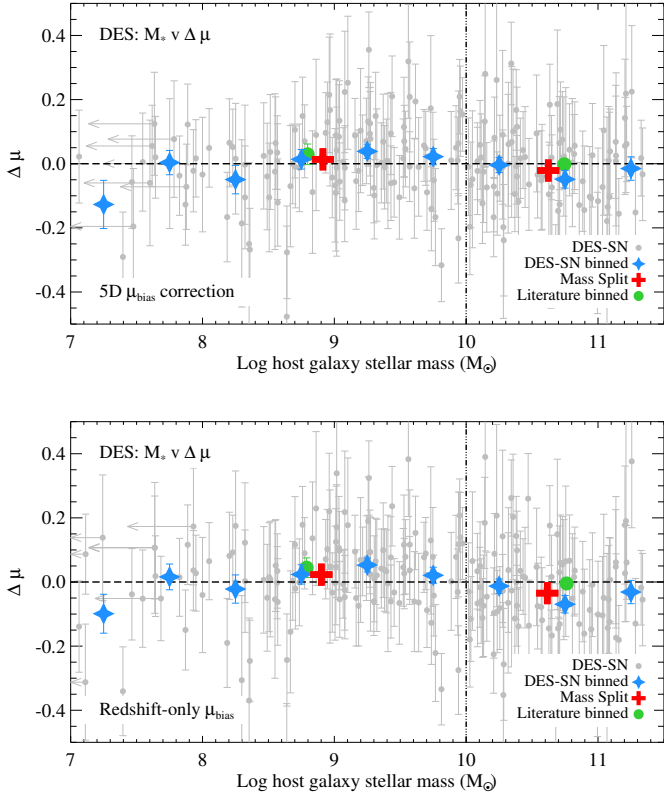 DES: M* v Δ μ
0.4
0.2
0.0
-0.2
-0.4
Δ μ
DES-SN
DES-SN binned
Mass Split
Literature binned
5D μbias correction
7 8 9 10 11
Log host galaxy stellar mass (M⊙)
DES: M* v Δ μ
0.4
0.2
0.0
-0.2
-0.4
Δ μ
DES-SN
DES-SN binned
Mass Split
Literature binned
Redshift-only μbias
7 8 9 10 11
Log host galaxy stellar mass (M⊙)